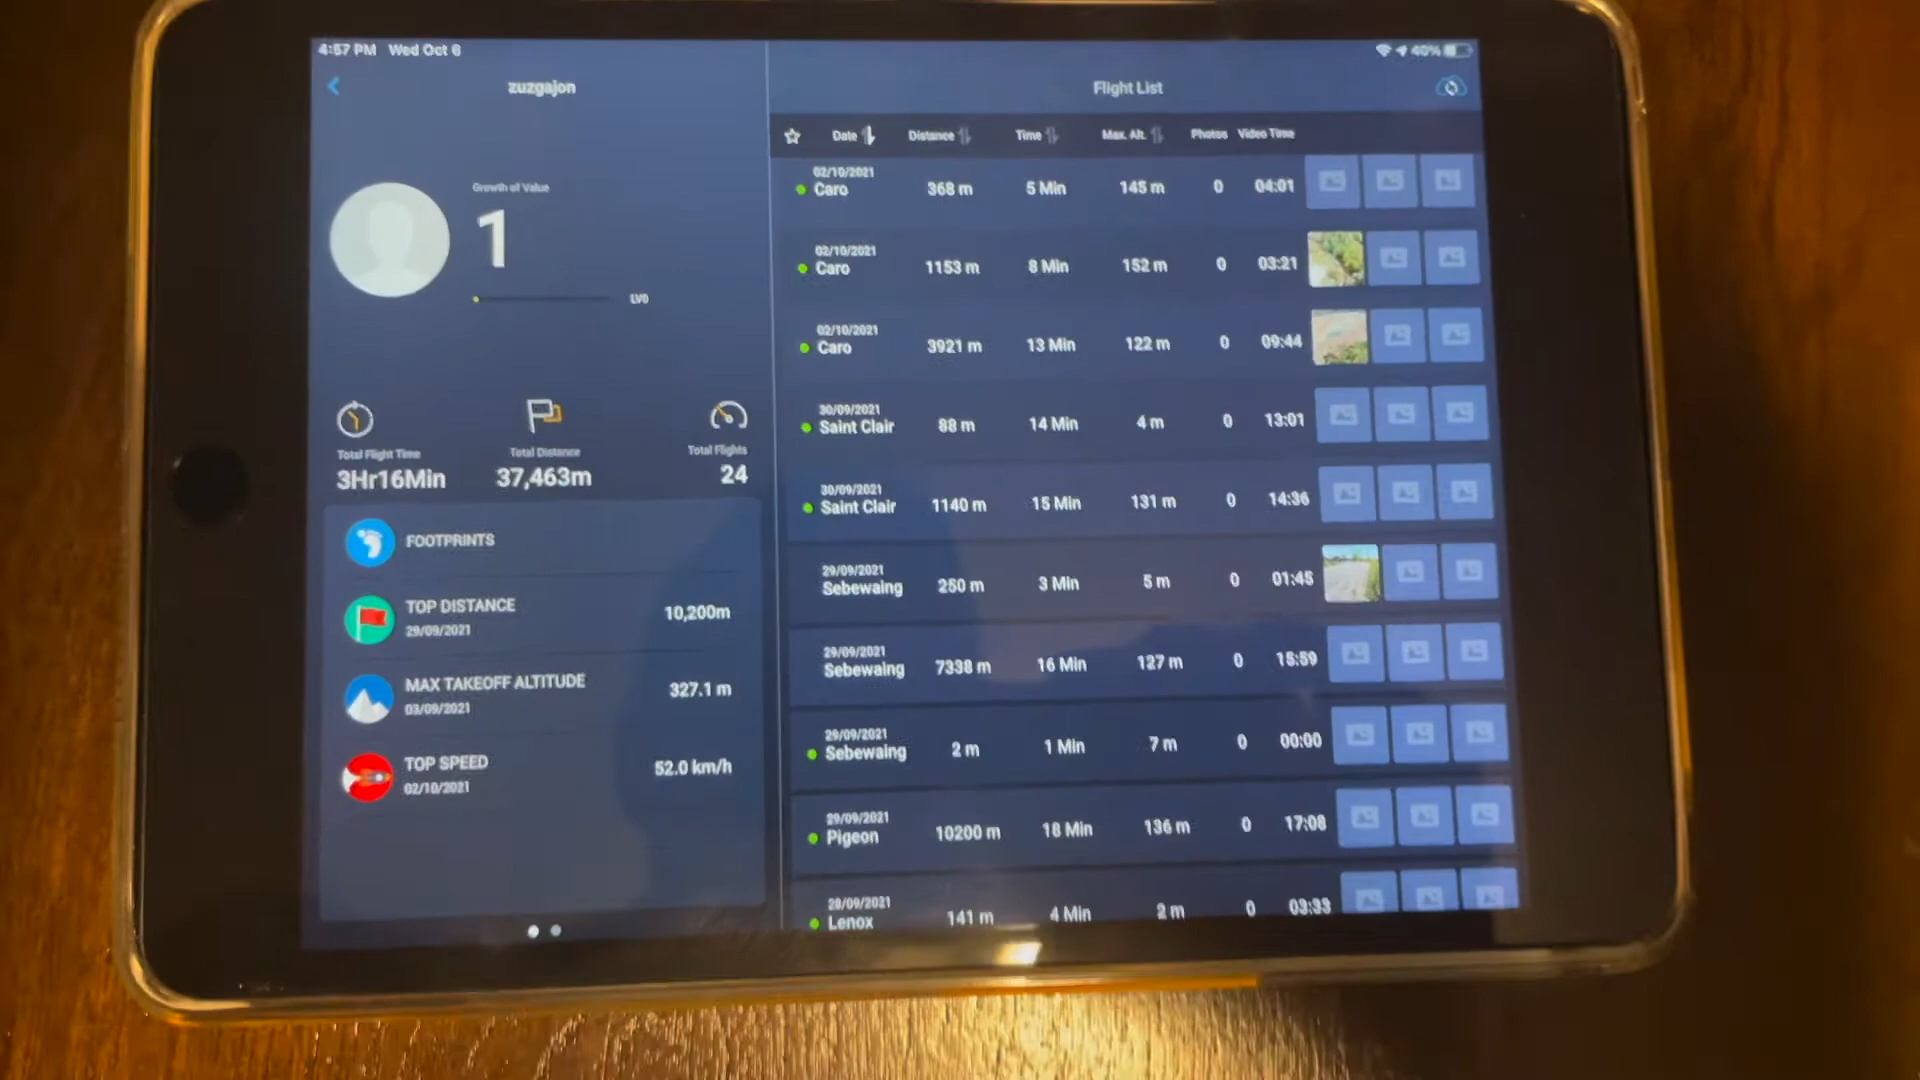 4:57 PM Wed Oct 6
40%
zuzgajon
Growth of Value
1
LV0
Total Flight Time
3Hr16Min
Total Distance
37,463m
Total Flights
24
FOOTPRINTS
TOP DISTANCE
29/09/2021
10,200m
MAX TAKEOFF ALTITUDE
03/09/2021
327.1 m
TOP SPEED
02/10/2021
52.0 km/h
Flight List
Date Distance Time Max. Alt. Photos Video Time
02/10/2021
Caro 368 m 5 Min 145 m 0 04:01
02/10/2021
Caro 1153 m 8 Min 152 m 0 03:21
02/10/2021
Caro 3921 m 13 Min 122 m 0 09:44
30/09/2021
Saint Clair 88 m 14 Min 4 m 0 13:01
30/09/2021
Saint Clair 1140 m 15 Min 131 m 0 14:36
29/09/2021
Sebewaing 250 m 3 Min 5 m 0 01:45
29/09/2021
Sebewaing 7338 m 16 Min 127 m 0 15:59
29/09/2021
Sebewaing 2 m 1 Min 7 m 0 00:00
29/09/2021
Pigeon 10200 m 18 Min 136 m 0 17:08
28/09/2021
Lenox 141 m 4 Min 2 m 0 03:33